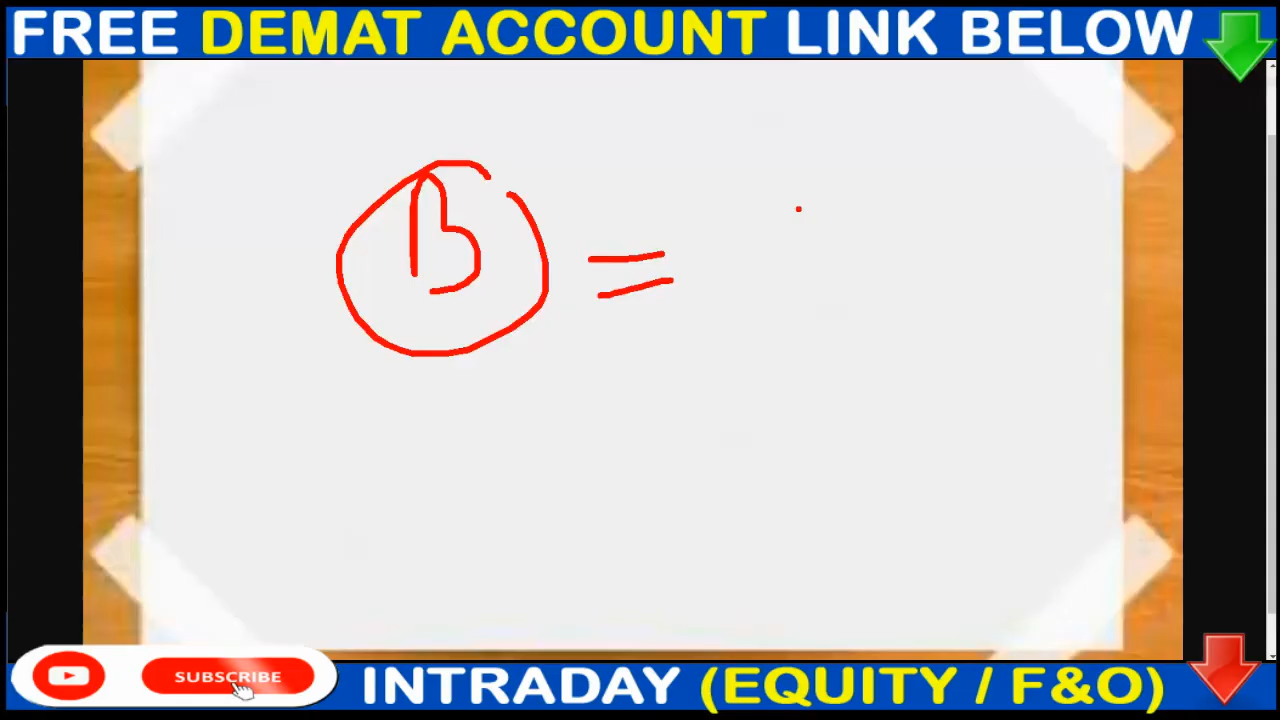 FREE DEMAT ACCOUNT LINK BELOW
B =
SUBSCRIBE
INTRADAY (EQUITY / F&O)